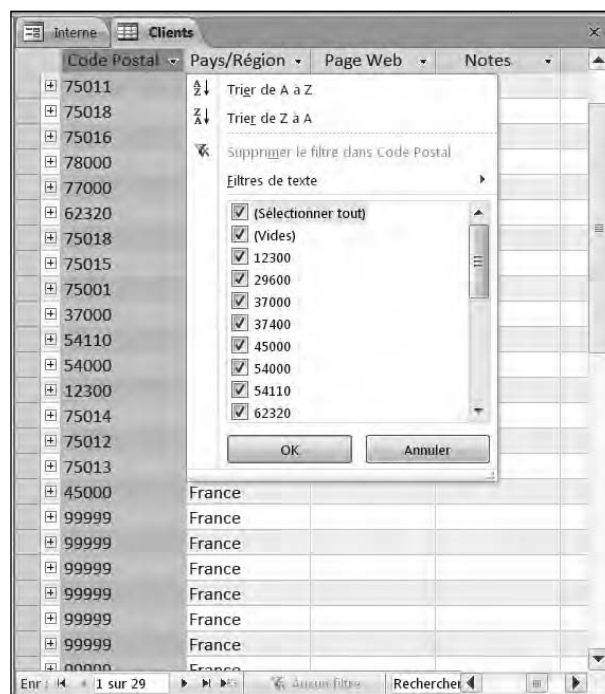 Interne Clients
Code Postal Pays/Région Page Web Notes
75011
75018
75016
78000
77000
62320
75018
75015
75001
37000
54110
54000
12300
75014
75012
75013
45000 France
99999 France
99999 France
99999 France
99999 France
99999 France
99999 France
99999 France
Trier de A à Z
Trier de Z à A
Supprimer le filtre dans Code Postal
Filtres de texte
(Sélectionner tout)
(Vides)
12300
29600
37000
37400
45000
54000
54110
62320
OK Annuler
Enr : 1 sur 29 Aucun filtre Rechercher